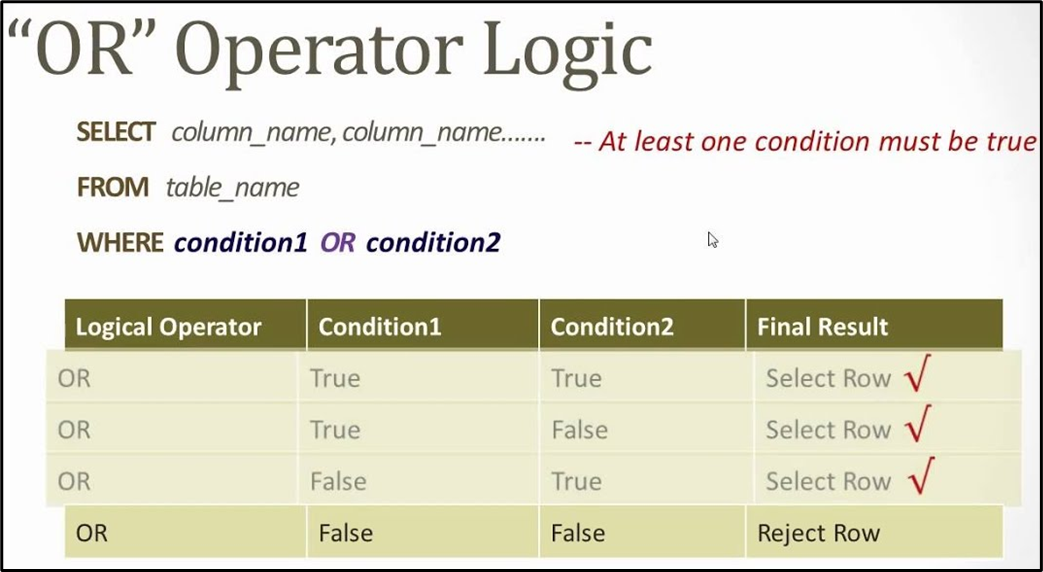 “OR” Operator Logic
SELECT column_name, column_name.......
-- At least one condition must be true
FROM table_name
WHERE condition1 OR condition2
Logical Operator Condition1 Condition2 Final Result
OR True True Select Row √
OR True False Select Row √
OR False True Select Row √
OR False False Reject Row